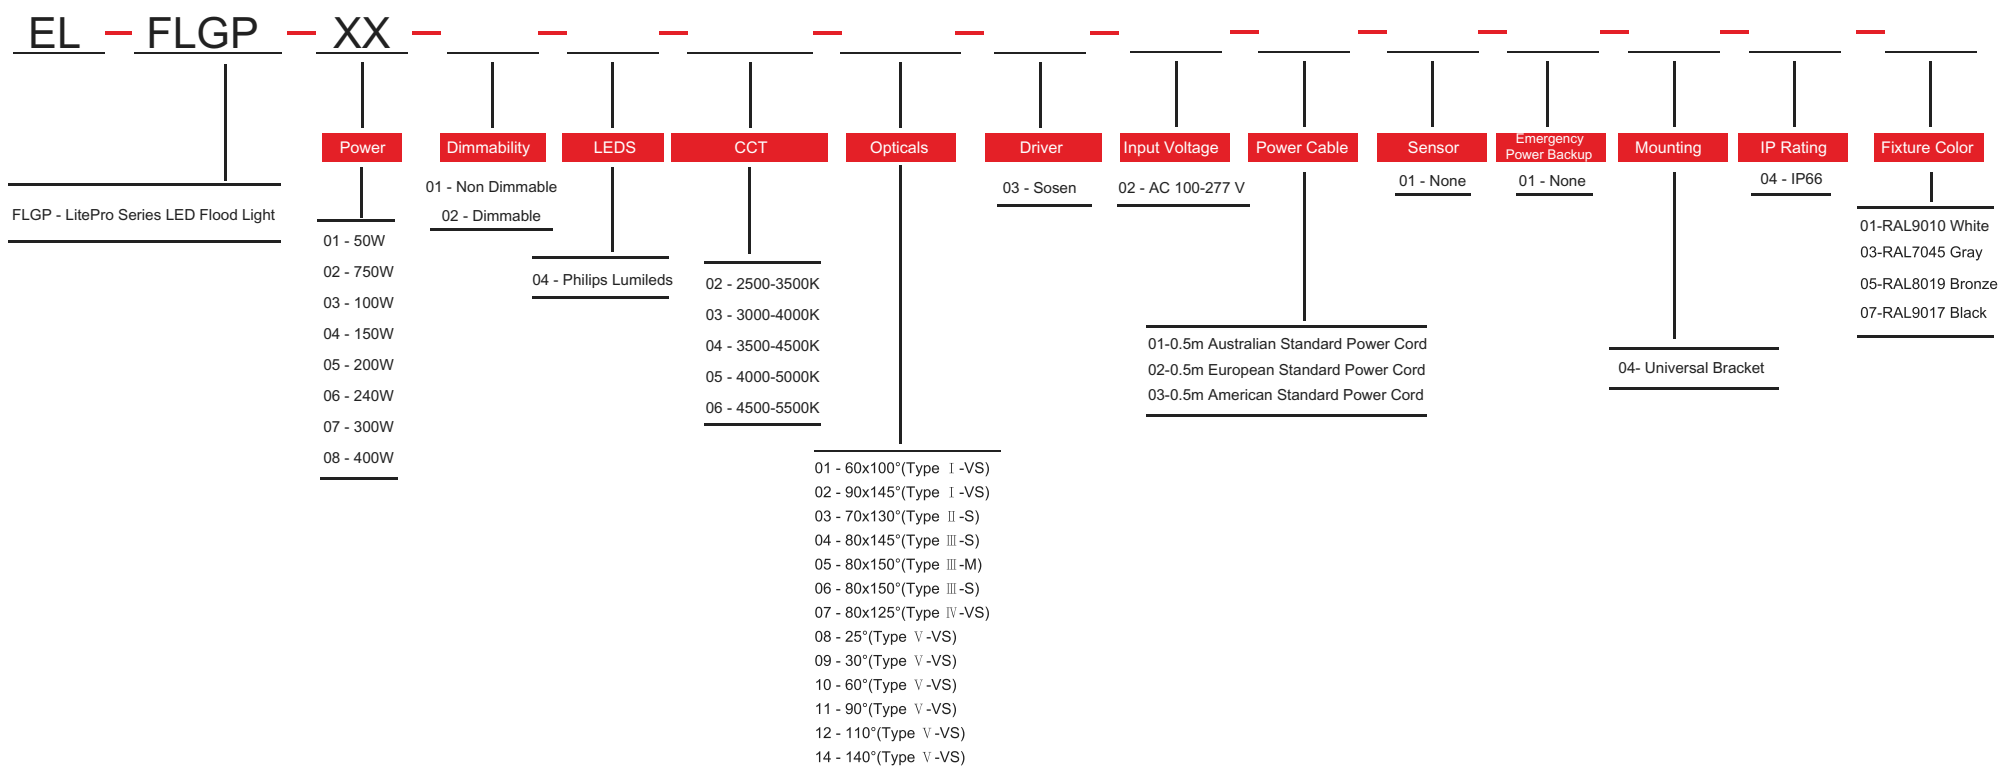 EL - FLGP - XX - - - - - - - - - - - -
Power
Dimmability
LEDS
CCT
Opticals
Driver
Input Voltage
Power Cable
Sensor
Emergency
Power Backup
Mounting
IP Rating
Fixture Color
FLGP - LitePro Series LED Flood Light
01 - 50W
02 - 750W
03 - 100W
04 - 150W
05 - 200W
06 - 240W
07 - 300W
08 - 400W
01 - Non Dimmable
02 - Dimmable
04 - Philips Lumileds
02 - 2500-3500K
03 - 3000-4000K
04 - 3500-4500K
05 - 4000-5000K
06 - 4500-5500K
01 - 60x100°(Type Ⅰ-VS)
02 - 90x145°(Type Ⅰ-VS)
03 - 70x130°(Type Ⅱ-S)
04 - 80x145°(Type Ⅲ-S)
05 - 80x150°(Type Ⅲ-M)
06 - 80x150°(Type Ⅲ-S)
07 - 80x125°(Type Ⅳ-VS)
08 - 25°(Type Ⅴ-VS)
09 - 30°(Type Ⅴ-VS)
10 - 60°(Type Ⅴ-VS)
11 - 90°(Type Ⅴ-VS)
12 - 110°(Type Ⅴ-VS)
14 - 140°(Type Ⅴ-VS)
03 - Sosen
02 - AC 100-277 V
01-0.5m Australian Standard Power Cord
02-0.5m European Standard Power Cord
03-0.5m American Standard Power Cord
01 - None
01 - None
04- Universal Bracket
04 - IP66
01-RAL9010 White
03-RAL7045 Gray
05-RAL8019 Bronze
07-RAL9017 Black